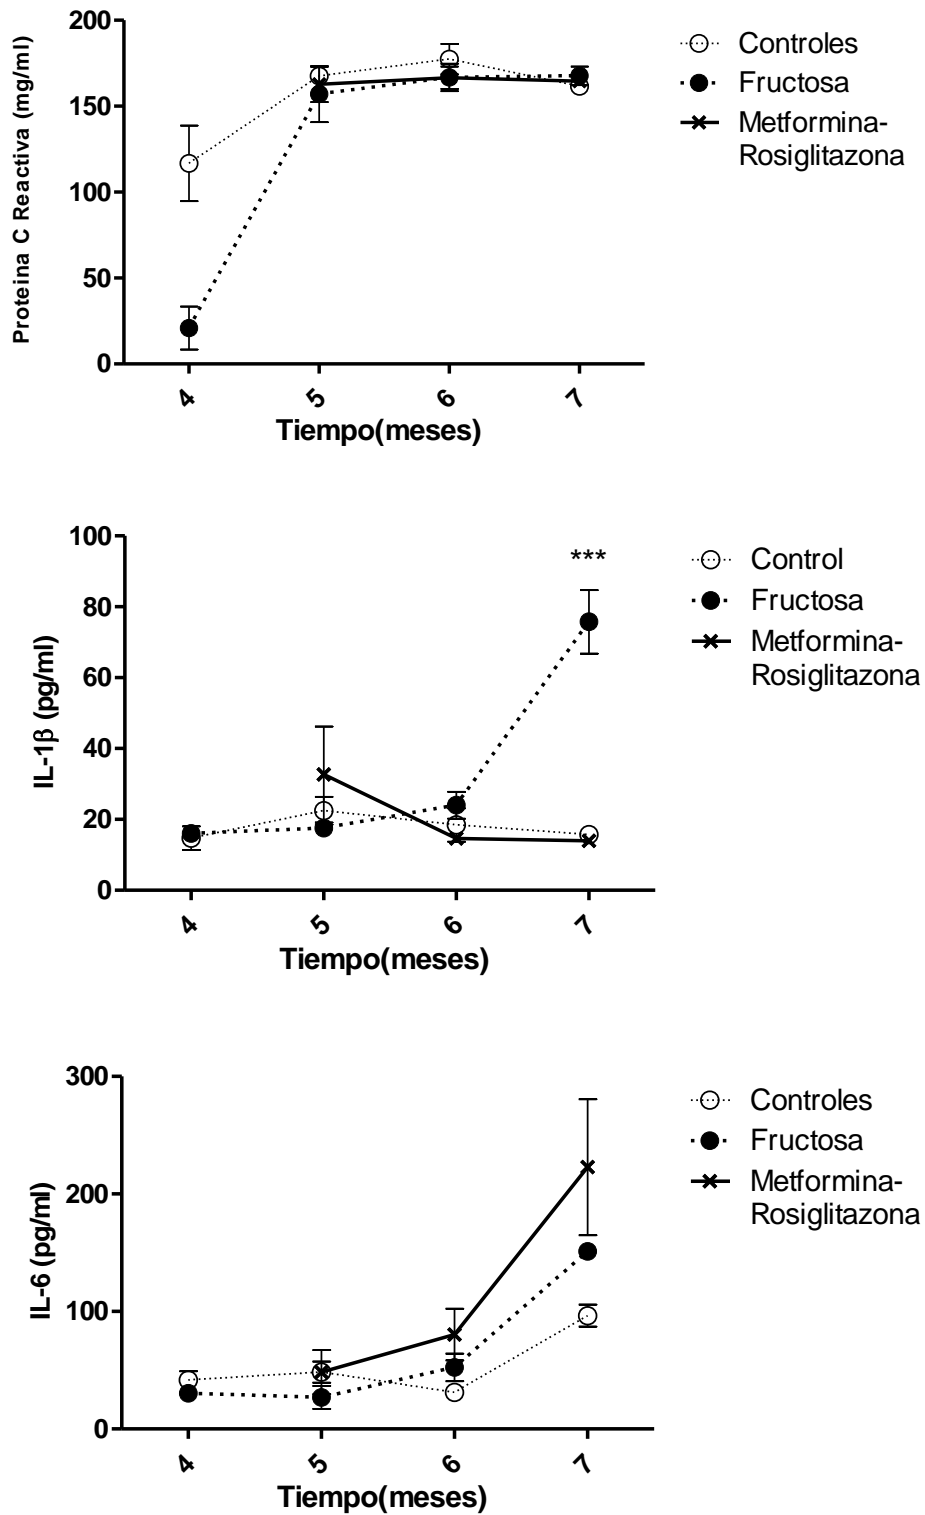 200
150
100
50
0
Proteina C Reactiva (mg/ml)
4
5
6
7
Tiempo(meses)
Controles
Fructosa
Metformina-
Rosiglitazona
100
80
60
40
20
0
IL-1β (pg/ml)
***
4
5
6
7
Tiempo(meses)
Control
Fructosa
Metformina-
Rosiglitazona
300
200
100
0
IL-6 (pg/ml)
4
5
6
7
Tiempo(meses)
Controles
Fructosa
Metformina-
Rosiglitazona